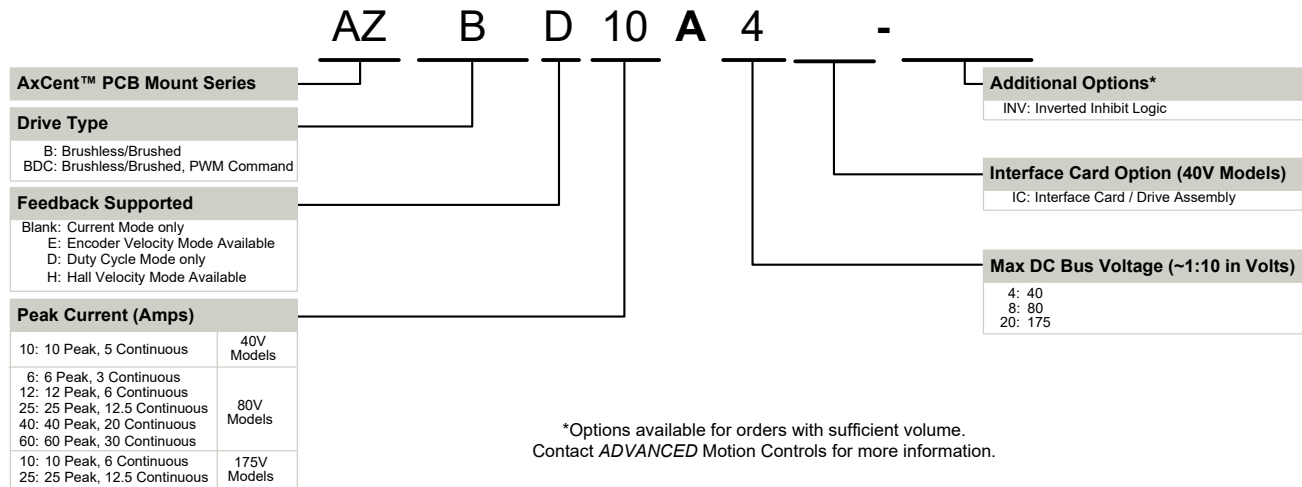 AZ B D 10 A 4 -
AxCent™ PCB Mount Series
Drive Type
B: Brushless/Brushed
BDC: Brushless/Brushed, PWM Command
Feedback Supported
Blank: Current Mode only
E: Encoder Velocity Mode Available
D: Duty Cycle Mode only
H: Hall Velocity Mode Available
Peak Current (Amps)
10: 10 Peak, 5 Continuous
40V
Models
6: 6 Peak, 3 Continuous
12: 12 Peak, 6 Continuous
25: 25 Peak, 12.5 Continuous
40: 40 Peak, 20 Continuous
60: 60 Peak, 30 Continuous
80V
Models
10: 10 Peak, 6 Continuous
25: 25 Peak, 12.5 Continuous
175V
Models
Additional Options*
INV: Inverted Inhibit Logic
Interface Card Option (40V Models)
IC: Interface Card / Drive Assembly
Max DC Bus Voltage (~1:10 in Volts)
4: 40
8: 80
20: 175
*Options available for orders with sufficient volume.
Contact ADVANCED Motion Controls for more information.